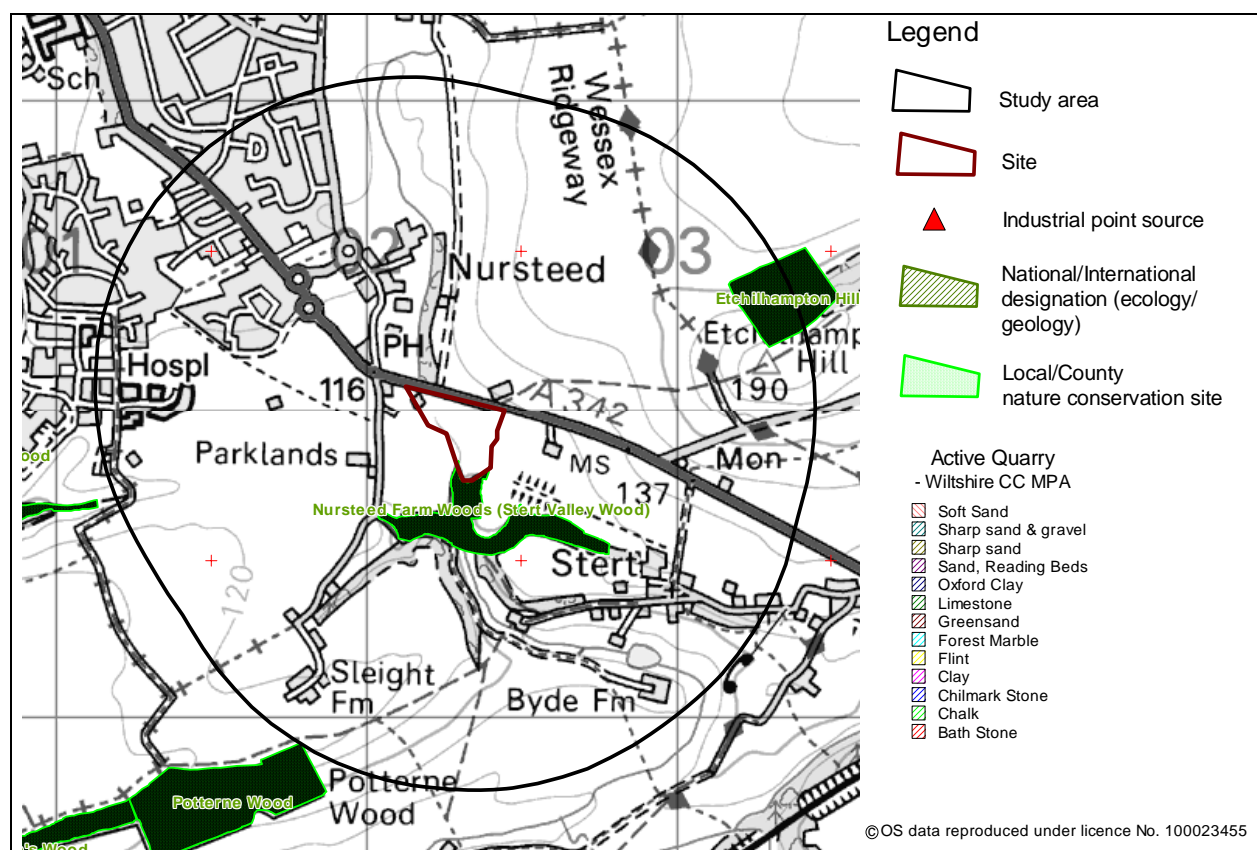 Sch
Wessex
Ridgeway
01
02
03
Nursteed
Etchilhampton Hill
PH
Hill
Hospl
116
190
A 342
Parklands
MS
Mon
137
ood
Nursteed Farm Woods (Stert Valley Wood)
Stert
120
Sleight
Fm
Byde Fm
Potterne
Wood
Potterne Wood
's Wood
Legend
Study area
Site
Industrial point source
National/International
designation (ecology/
geology)
Local/County
nature conservation site
Active Quarry
- Wiltshire CC MPA
Soft Sand
Sharp sand & gravel
Sharp sand
Sand, Reading Beds
Oxford Clay
Limestone
Greensand
Forest Marble
Flint
Clay
Chilmark Stone
Chalk
Bath Stone
©OS data reproduced under licence No. 100023455